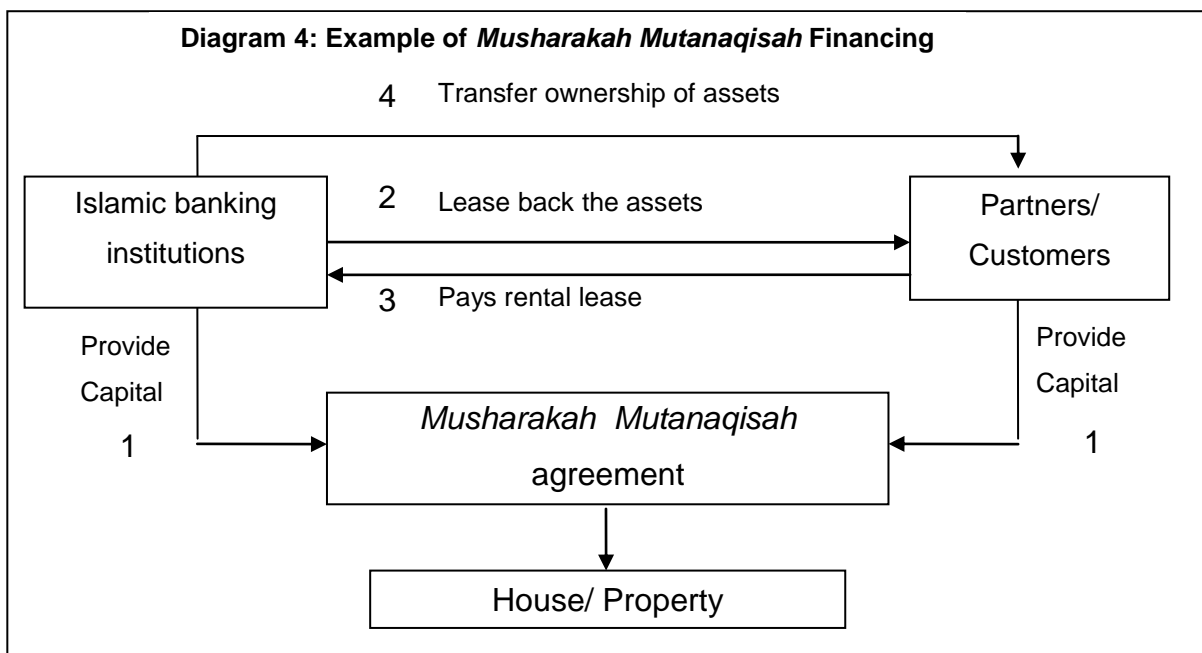 Diagram 4: Example of Musharakah Mutanaqisah Financing
4 Transfer ownership of assets
Islamic banking
institutions
2 Lease back the assets
Partners/
Customers
3 Pays rental lease
Provide
Capital
1
Provide
Capital
1
Musharakah Mutanaqisah
agreement
House/ Property